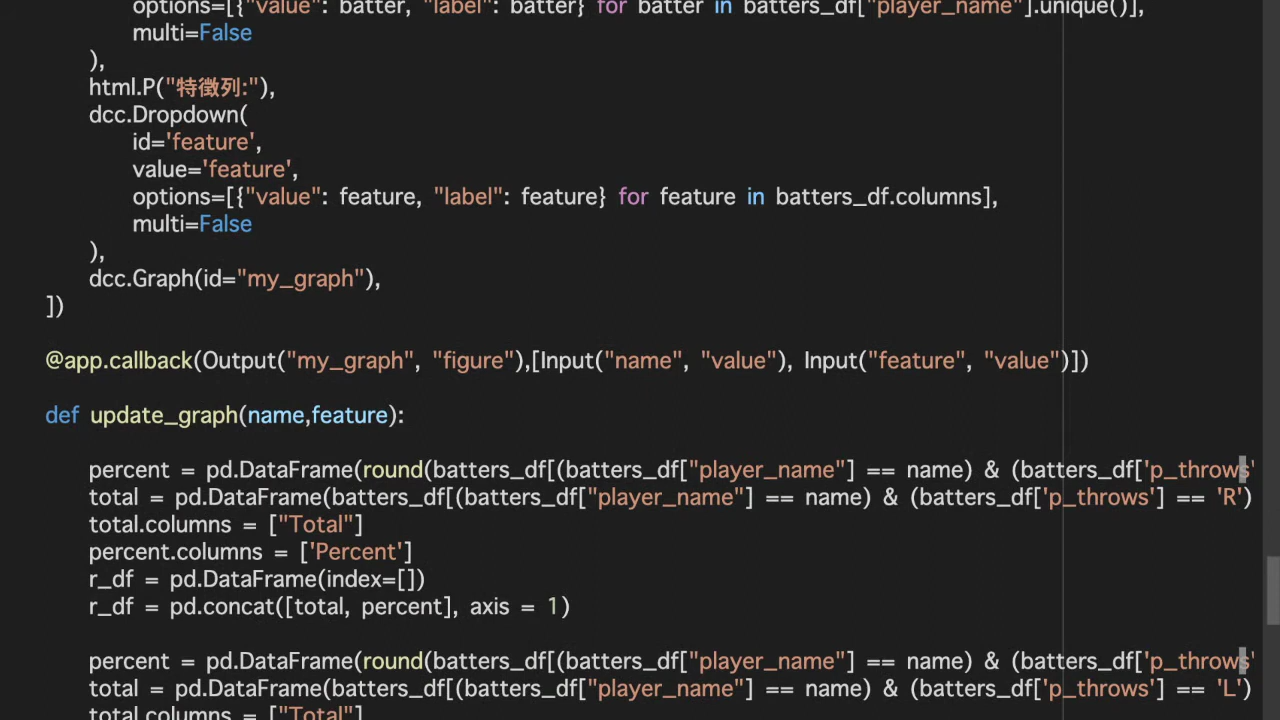 options=[{"value": batter, "label": batter} for batter in batters_df["player_name"].unique()],
multi=False
),
html.P("特徴列:"),
dcc.Dropdown(
id='feature',
value='feature',
options=[{"value": feature, "label": feature} for feature in batters_df.columns],
multi=False
),
dcc.Graph(id="my_graph"),
])
@app.callback(Output("my_graph", "figure"),[Input("name", "value"), Input("feature", "value")])
def update_graph(name,feature):
percent = pd.DataFrame(round(batters_df[(batters_df["player_name"] == name) & (batters_df['p_throws'
total = pd.DataFrame(batters_df[(batters_df["player_name"] == name) & (batters_df['p_throws'] == 'R')
total.columns = ["Total"]
percent.columns = ['Percent']
r_df = pd.DataFrame(index=[])
r_df = pd.concat([total, percent], axis = 1)
percent = pd.DataFrame(round(batters_df[(batters_df["player_name"] == name) & (batters_df['p_throws'
total = pd.DataFrame(batters_df[(batters_df["player_name"] == name) & (batters_df['p_throws'] == 'L')
total.columns = ["Total"]